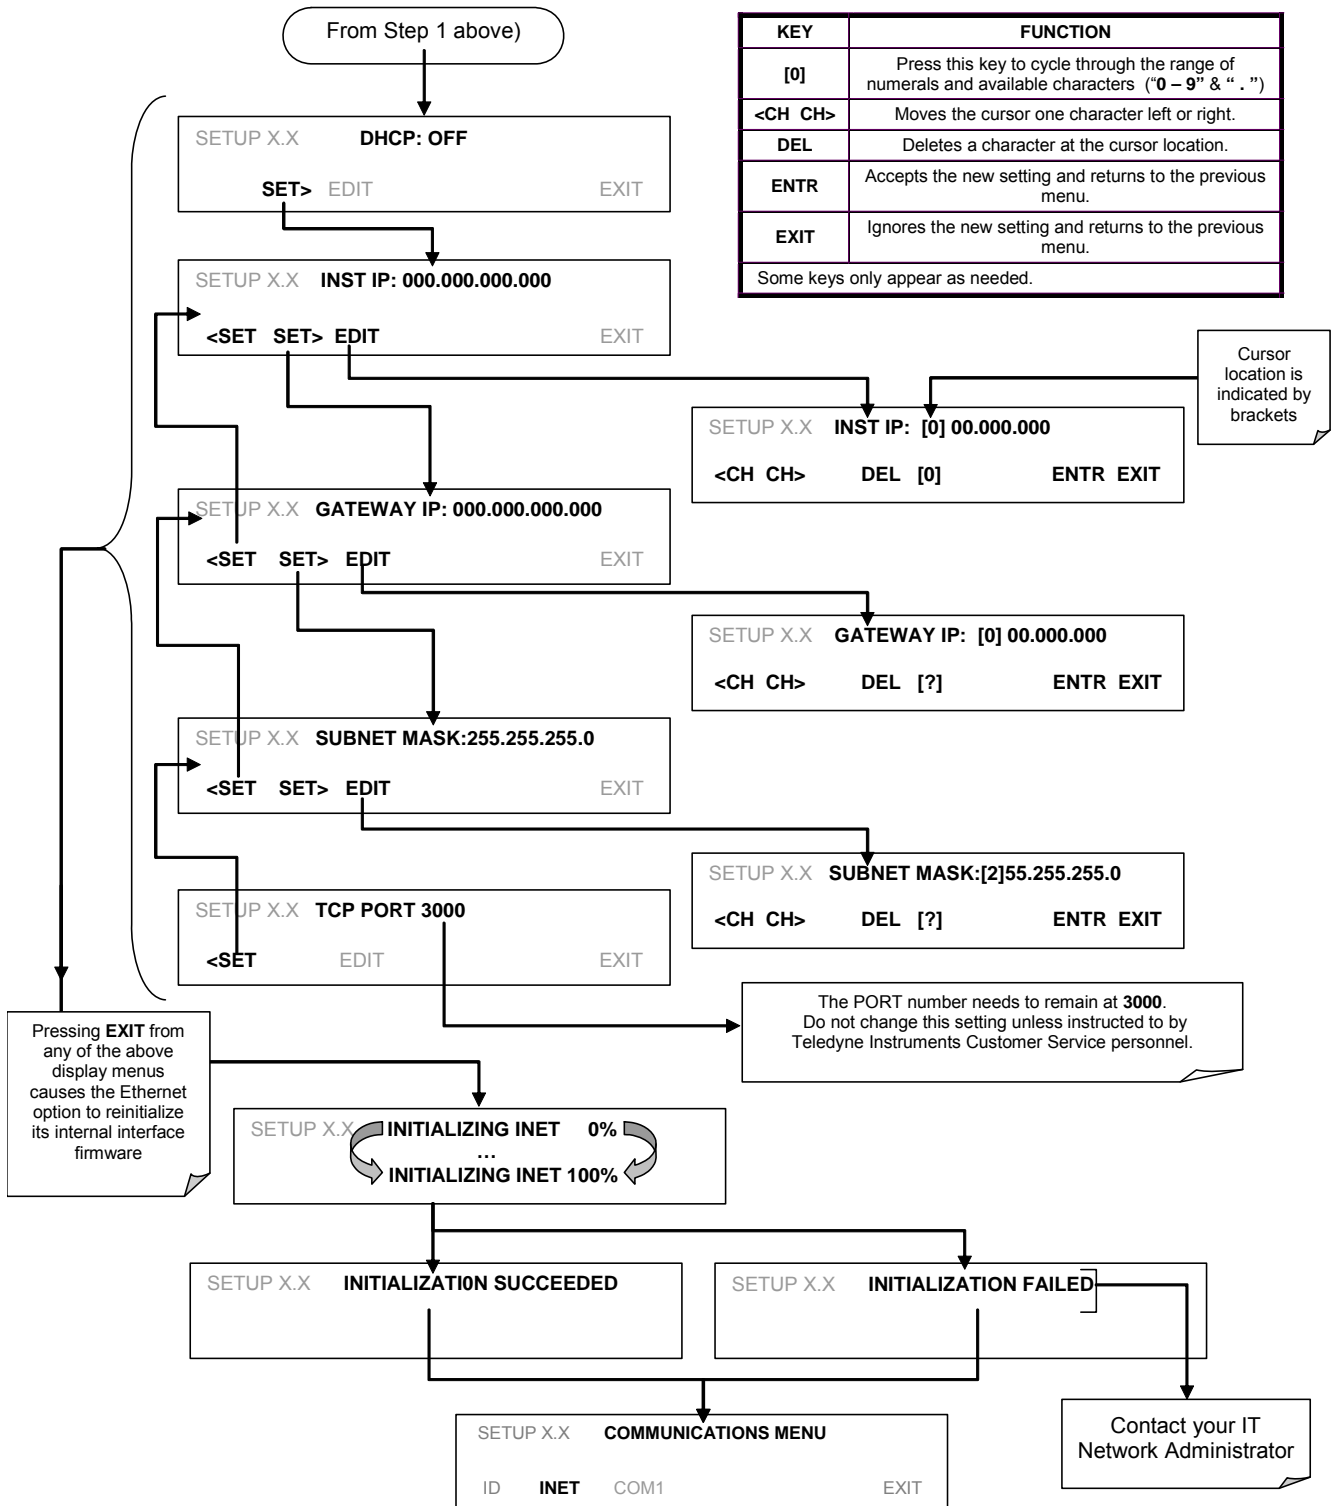 From Step 1 above)
KEY FUNCTION
[0] Press this key to cycle through the range of
numerals and available characters (“0 – 9” & “ . ”)
<CH CH> Moves the cursor one character left or right.
DEL Deletes a character at the cursor location.
ENTR Accepts the new setting and returns to the previous
menu.
EXIT Ignores the new setting and returns to the previous
menu.
Some keys only appear as needed.
SETUP X.X DHCP: OFF
SET> EDIT EXIT
SETUP X.X INST IP: 000.000.000.000
<SET SET> EDIT EXIT
Cursor
location is
indicated by
brackets
SETUP X.X INST IP: [0] 00.000.000
<CH CH> DEL [0] ENTR EXIT
SETUP X.X GATEWAY IP: 000.000.000.000
<SET SET> EDIT EXIT
SETUP X.X GATEWAY IP: [0] 00.000.000
<CH CH> DEL [?] ENTR EXIT
SETUP X.X SUBNET MASK:255.255.255.0
<SET SET> EDIT EXIT
SETUP X.X SUBNET MASK:[2]55.255.255.0
<CH CH> DEL [?] ENTR EXIT
SETUP X.X TCP PORT 3000
<SET EDIT EXIT
The PORT number needs to remain at 3000.
Do not change this setting unless instructed to by
Teledyne Instruments Customer Service personnel.
Pressing EXIT from
any of the above
display menus
causes the Ethernet
option to reinitialize
its internal interface
firmware
SETUP X.X INITIALIZING INET 0%
…
INITIALIZING INET 100%
SETUP X.X INITIALIZATI0N SUCCEEDED
SETUP X.X INITIALIZATION FAILED
Contact your IT
Network Administrator
SETUP X.X COMMUNICATIONS MENU
ID INET COM1 EXIT